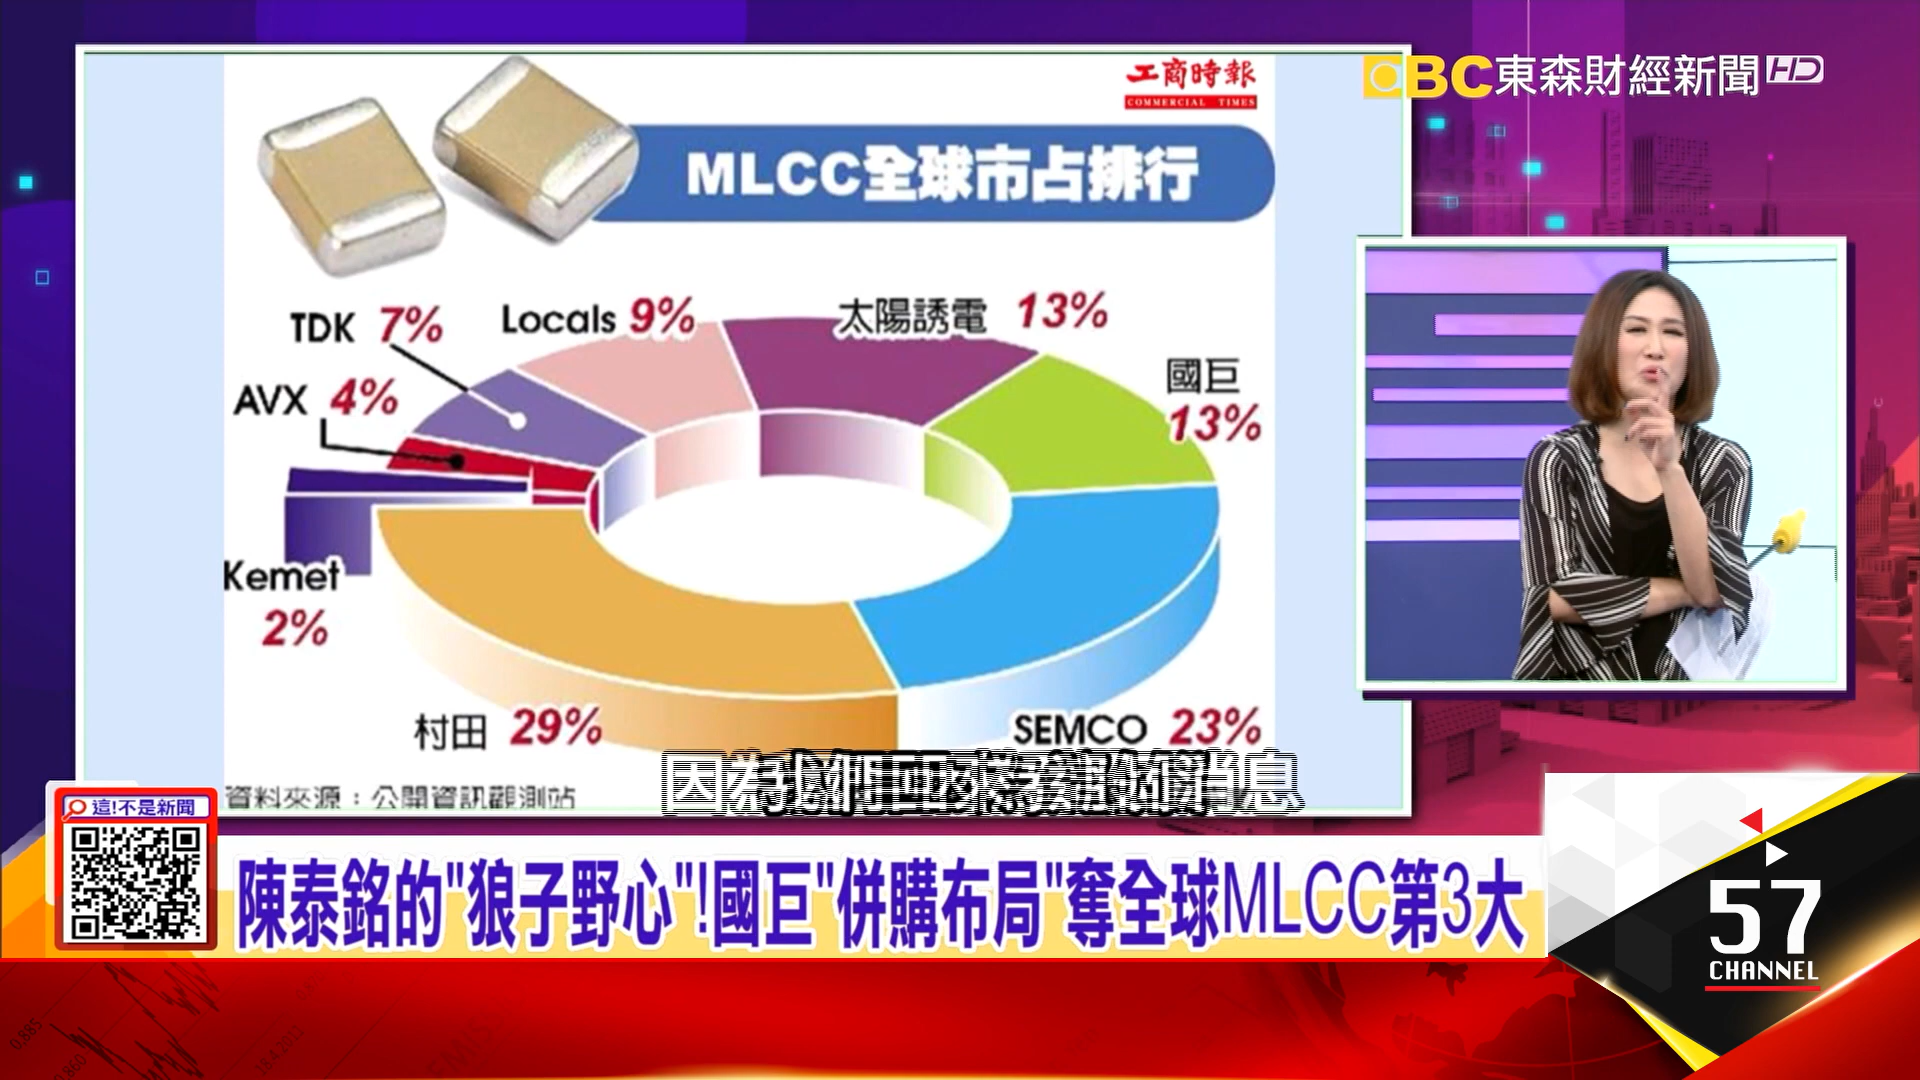 工商時報
COMMERCIAL TIMES
EBC東森財經新聞HD
MLCC全球市占排行
TDK 7%
Locals 9%
太陽誘電 13%
國巨
13%
AVX 4%
Kemet
2%
村田 29%
SEMCO 23%
資料來源：公開資訊觀測站
這!不是新聞
陳泰銘的"狼子野心"!國巨"併購布局"奪全球MLCC第3大
57
CHANNEL